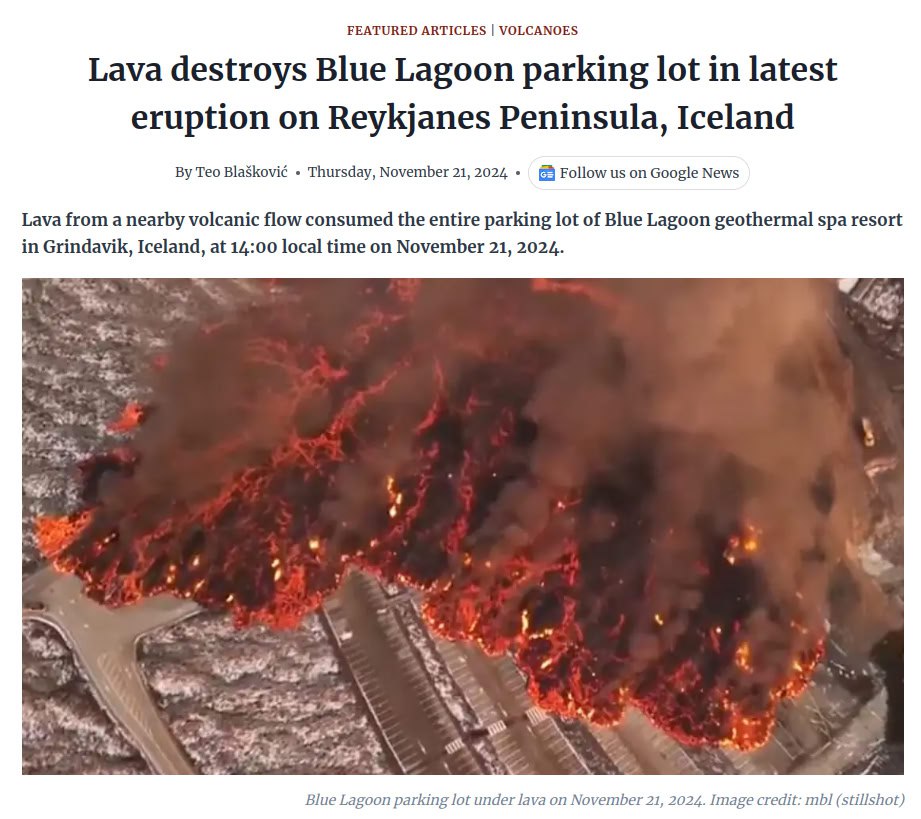 FEATURED ARTICLES | VOLCANOES
Lava destroys Blue Lagoon parking lot in latest
eruption on Reykjanes Peninsula, Iceland
By Teo Blašković • Thursday, November 21, 2024 • Follow us on Google News
Lava from a nearby volcanic flow consumed the entire parking lot of Blue Lagoon geothermal spa resort
in Grindavik, Iceland, at 14:00 local time on November 21, 2024.
Blue Lagoon parking lot under lava on November 21, 2024. Image credit: mbl (stillshot)